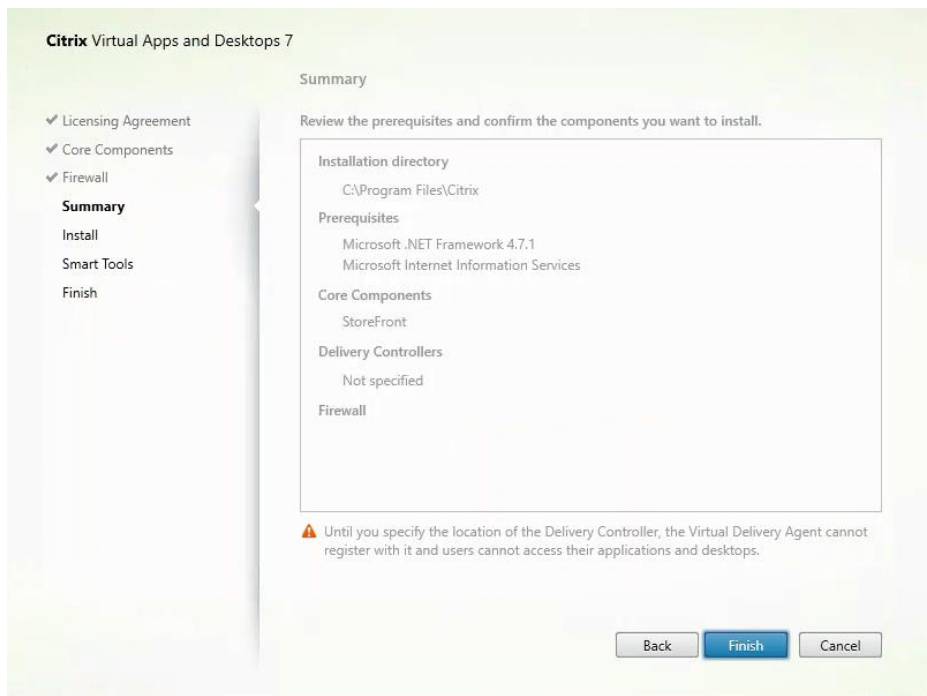 Citrix Virtual Apps and Desktops 7
Summary
Licensing Agreement
Core Components
Firewall
Summary
Install
Smart Tools
Finish
Review the prerequisites and confirm the components you want to install.
Installation directory
C:\Program Files\Citrix
Prerequisites
Microsoft .NET Framework 4.7.1
Microsoft Internet Information Services
Core Components
StoreFront
Delivery Controllers
Not specified
Firewall
Until you specify the location of the Delivery Controller, the Virtual Delivery Agent cannot
register with it and users cannot access their applications and desktops.
Back
Finish
Cancel